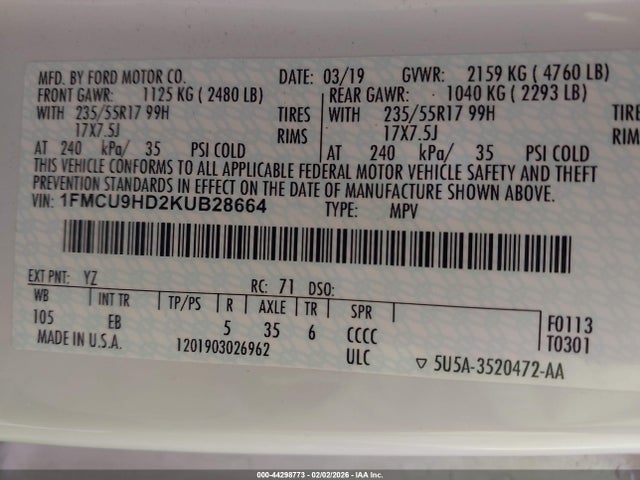 MFD. BY FORD MOTOR CO. DATE: 03/19 GVWR: 2159 KG ( 4760 LB)
FRONT GAWR: 1125 KG ( 2480 LB) REAR GAWR: 1040 KG ( 2293 LB)
WITH 235/55R17 99H TIRES WITH 235/55R17 99H TIRE
17X7.5J RIMS 17X7.5J RIM
AT 240 kPa/ 35 PSI COLD AT 240 kPa/ 35 PSI COLD
THIS VEHICLE CONFORMS TO ALL APPLICABLE FEDERAL MOTOR VEHICLE SAFETY AND THEFT
PREVENTION STANDARDS IN EFFECT ON THE DATE OF MANUFACTURE SHOWN ABOVE.
VIN: 1FMCU9HD2KUB28664 TYPE: MPV
EXT PNT: YZ RC: 71 DSO:
WB INT TR TP/PS R AXLE TR SPR
105 EB 5 35 6 CCCC F0113
MADE IN U.S.A. 1201903026962 ULC T0301
▽ 5U5A-3520472-AA
000-44298773 - 02/02/2026 - IAA Inc.